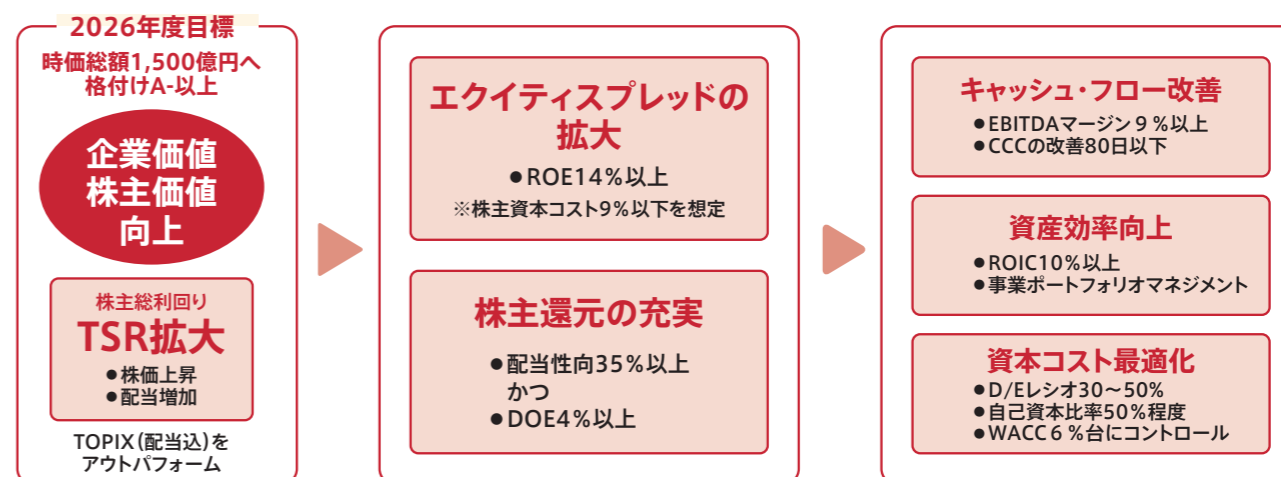 2026年度目標
時価総額1,500億円へ
格付けA-以上
企業価値
株主価値
向上
株主総利回り
TSR拡大
●株価上昇
●配当増加
TOPIX(配当込)を
アウトパフォーム
エクイティスプレッドの
拡大
●ROE14%以上
※株主資本コスト9%以下を想定
株主還元の充実
●配当性向35%以上
かつ
●DOE4%以上
キャッシュ・フロー改善
●EBITDAマージン9%以上
●CCCの改善80日以下
資産効率向上
●ROIC10%以上
●事業ポートフォリオマネジメント
資本コスト最適化
●D/Eレシオ30〜50%
●自己資本比率50%程度
●WACC6%台にコントロール